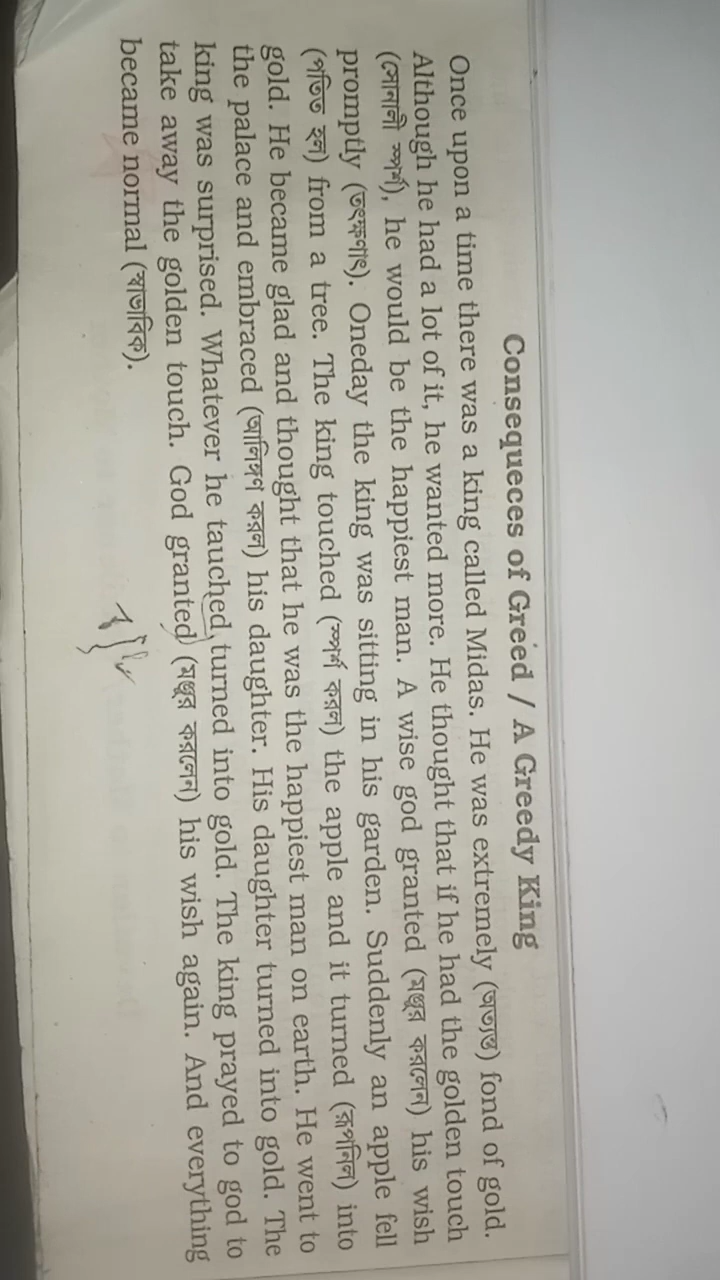 Consequeces of Greed / A Greedy King
Once upon a time there was a king called Midas. He was extremely (অত্যন্ত) fond of gold.
Although he had a lot of it, he wanted more. He thought that if he had the golden touch
(সোনালী স্পর্শ), he would be the happiest man. A wise god granted (মঞ্জুর করলেন) his wish
promptly (তৎক্ষণাৎ). Oneday the king was sitting in his garden. Suddenly an apple fell
(পতিত হল) from a tree. The king touched (স্পর্শ করল) the apple and it turned (রূপনিল) into
gold. He became glad and thought that he was the happiest man on earth. He went to
the palace and embraced (আলিঙ্গণ করল) his daughter. His daughter turned into gold. The
king was surprised. Whatever he tauched turned into gold. The king prayed to god to
take away the golden touch. God granted (মঞ্জুর করলেন) his wish again. And everything
became normal (স্বাভাবিক).